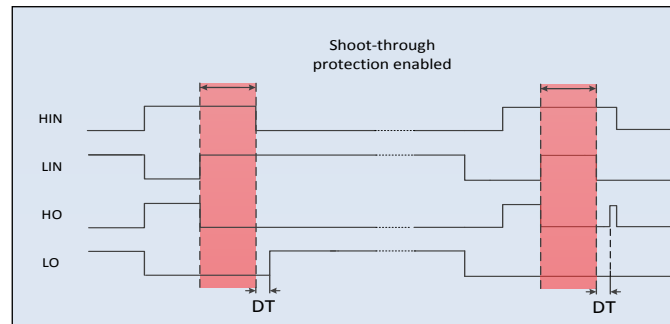 Shoot-through
protection enabled
HIN
LIN
HO
LO
DT
DT